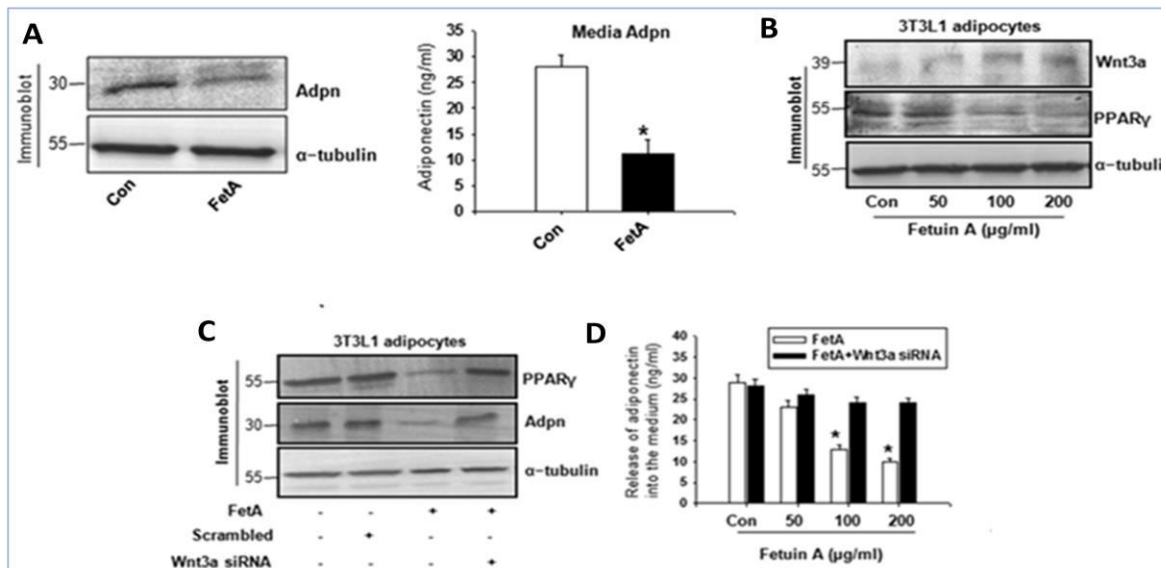 A
Immunoblot
30
Adpn
55
α-tubulin
Con
FetA
Media Adpn
Adiponectin (ng/ml)
35
30
25
20
15
10
5
0
*
Con
FetA
B
3T3L1 adipocytes
Immunoblot
39
Wnt3a
55
PPARγ
55
α-tubuli
Con 50 100 200
Fetuin A (µg/ml)
C
3T3L1 adipocytes
Immunoblot
55
PPARγ
30
Adpn
55
α-tubulin
FetA - - + +
Scrambled - + - -
Wnt3a siRNA - - - +
D
Release of adiponectin
into the medium (ng/ml)
40
35
30
25
20
15
10
5
0
FetA
FetA+Wnt3a siRNA
*
*
Con 50 100 200
Fetuin A (µg/ml)